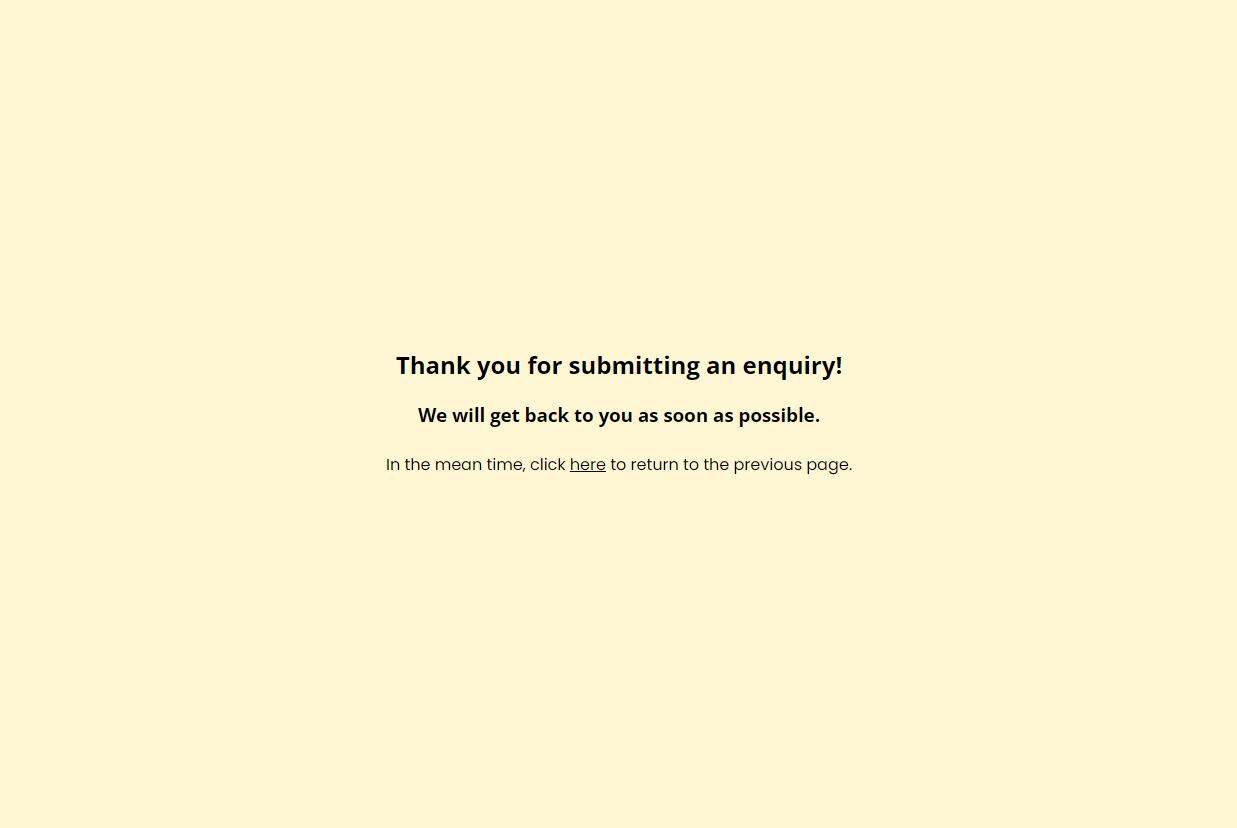 Thank you for submitting an enquiry!
We will get back to you as soon as possible.
In the mean time, click here to return to the previous page.